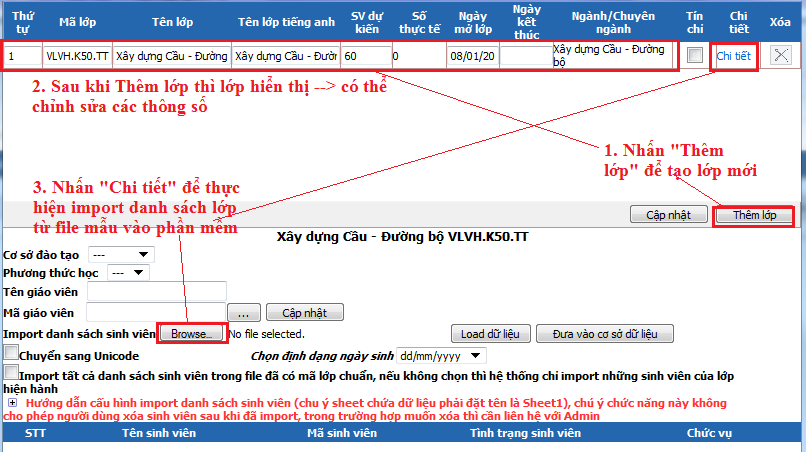 Thứ tự Mã lớp Tên lớp Tên lớp tiếng anh SV dự kiến Số thực tế Ngày mở lớp Ngày kết thúc Ngành/Chuyên ngành Tín chỉ Chi tiết Xóa
1 VLVH.K50.TT Xây dựng Cầu - Đường Xây dựng Cầu - Đườr 60 0 08/01/20 Xây dựng Cầu - Đường bộ Chi tiết
2. Sau khi Thêm lớp thì lớp hiển thị --> có thể
chỉnh sửa các thông số
1. Nhấn "Thêm
lớp" để tạo lớp mới
3. Nhấn "Chi tiết" để thực
hiện import danh sách lớp
từ file mẫu vào phần mềm
Cập nhật Thêm lớp
Xây dựng Cầu - Đường bộ VLVH.K50.TT
Cơ sở đào tạo ---
Phương thức học ---
Tên giáo viên
Mã giáo viên ... Cập nhật
Import danh sách sinh viên Browse... No file selected. Load dữ liệu Đưa vào cơ sở dữ liệu
Chuyển sang Unicode Chọn định dạng ngày sinh dd/mm/yyyy
Import tất cả danh sách sinh viên trong file đã có mã lớp chuẩn, nếu không chọn thì hệ thống chỉ import những sinh viên của lớp
hiện hành
Hướng dẫn cấu hình import danh sách sinh viên (chu ý sheet chứa dữ liệu phải đặt tên là Sheet1), chú ý chức năng này không
cho phép người dùng xóa sinh viên sau khi đã import, trong trường hợp muốn xóa thì cần liên hệ với Admin
STT Tên sinh viên Mã sinh viên Tình trạng sinh viên Chức vụ